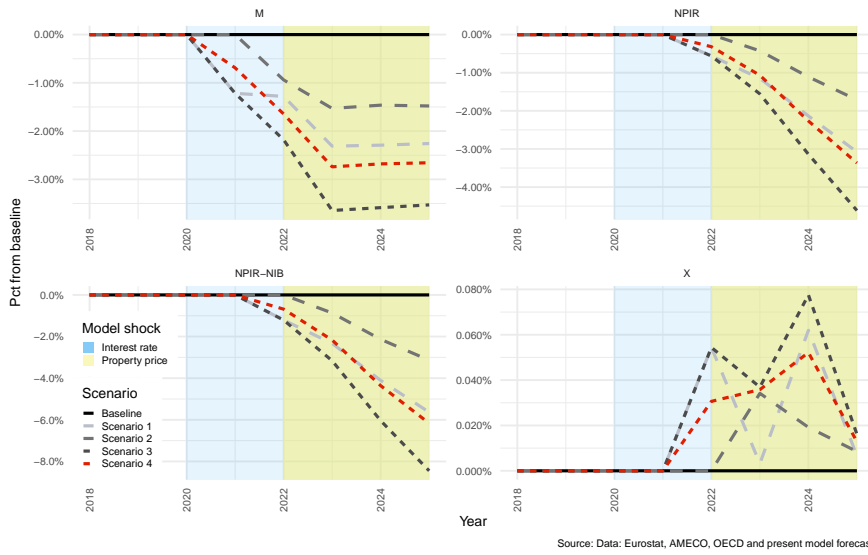 M
NPIR
0.00%
−1.00%
−2.00%
−3.00%
0.00%
−1.00%
−2.00%
−3.00%
−4.00%
2018
2020
2022
2024
2018
2020
2022
2024
Pct from baseline
NPIR−NIB
X
0.0%
−2.0%
−4.0%
−6.0%
−8.0%
Model shock
Interest rate
Property price
Scenario
Baseline
Scenario 1
Scenario 2
Scenario 3
Scenario 4
0.080%
0.060%
0.040%
0.020%
0.000%
2018
2020
2022
2024
2018
2020
2022
2024
Year
Source: Data: Eurostat, AMECO, OECD and present model forecas